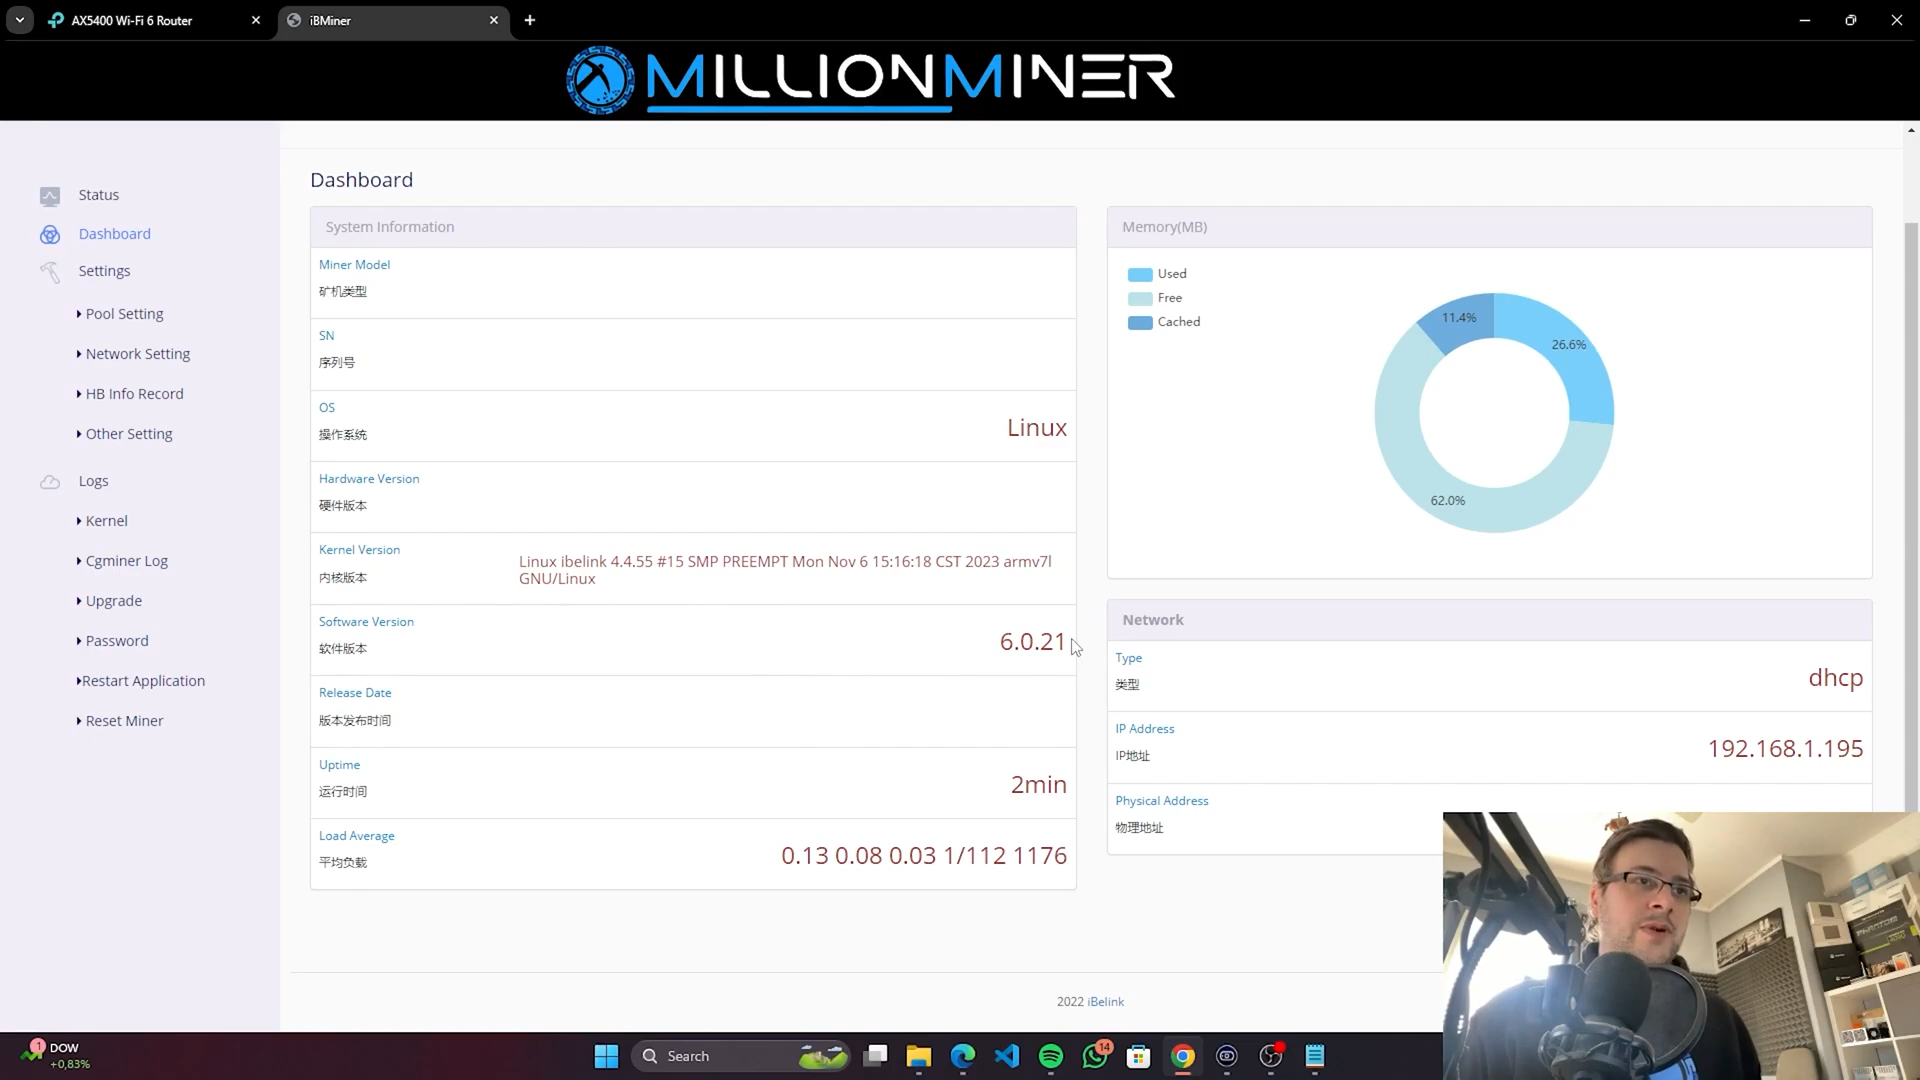 AX5400 Wi-Fi 6 Router
iBMiner
MILLIONMINER
Status
Dashboard
Settings
Pool Setting
Network Setting
HB Info Record
Other Setting
Logs
Kernel
Cgminer Log
Upgrade
Password
Restart Application
Reset Miner
Dashboard
System Information
Miner Model
矿机类型
SN
序列号
OS
操作系统
Linux
Hardware Version
硬件版本
Kernel Version
内核版本
Linux ibelink 4.4.55 #15 SMP PREEMPT Mon Nov 6 15:16:18 CST 2023 armv7l
GNU/Linux
Software Version
软件版本
6.0.21
Release Date
版本发布时间
Uptime
运行时间
2min
Load Average
平均负载
0.13 0.08 0.03 1/112 1176
Memory(MB)
Used
Free
Cached
11.4%
26.6%
62.0%
Network
Type
类型
dhcp
IP Address
IP地址
192.168.1.195
Physical Address
物理地址
2022 iBelink
1
DOW
+0,83%
Search
14